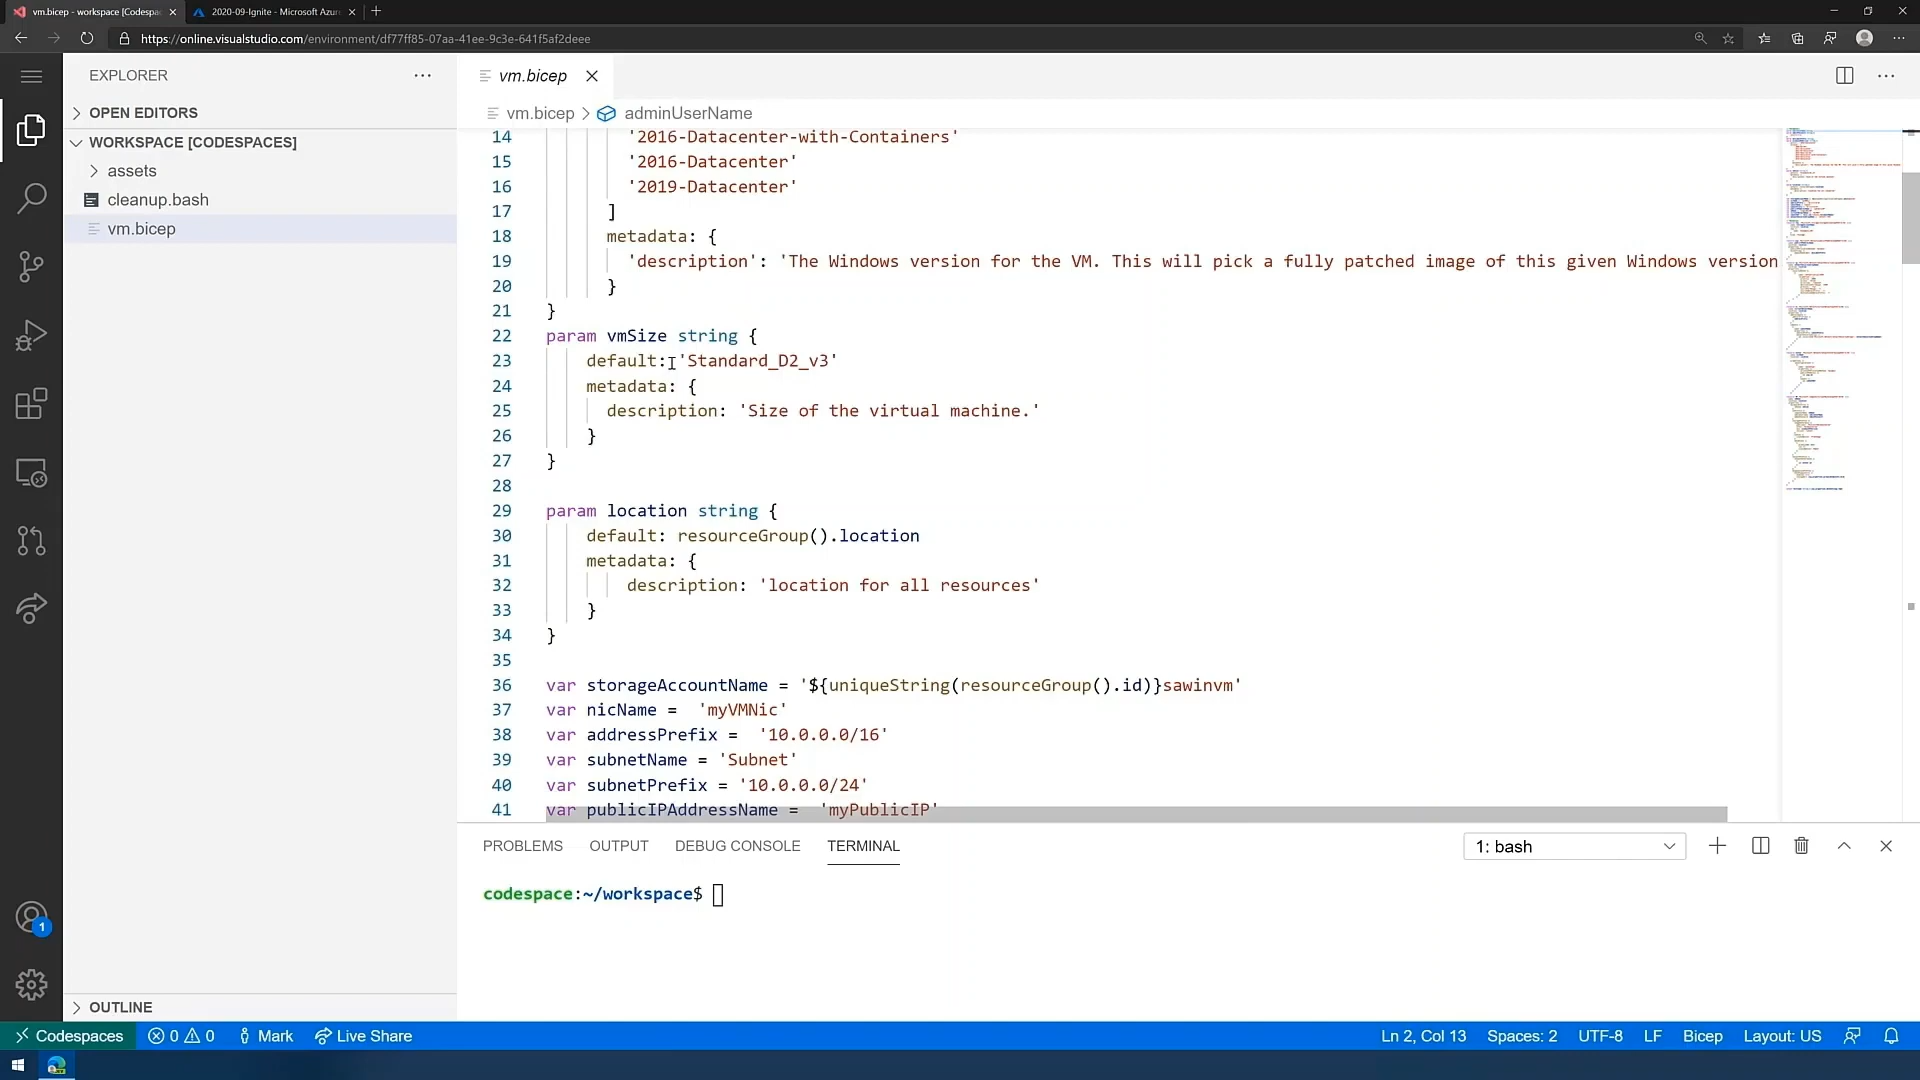 vm.bicep - workspace [Codespa
2020-09-Ignite - Microsoft Azur
https://online.visualstudio.com/environment/df77ff85-07aa-41ee-9c3e-641f5af2deee
EXPLORER
OPEN EDITORS
WORKSPACE [CODESPACES]
assets
cleanup.bash
vm.bicep
OUTLINE
vm.bicep
vm.bicep > adminUserName
14 '2016-Datacenter-with-Containers'
15 '2016-Datacenter'
16 '2019-Datacenter'
17 ]
18 metadata: {
19 'description': 'The Windows version for the VM. This will pick a fully patched image of this given Windows version
20 }
21 }
22 param vmSize string {
23 default: 'Standard_D2_v3'
24 metadata: {
25 description: 'Size of the virtual machine.'
26 }
27 }
28
29 param location string {
30 default: resourceGroup().location
31 metadata: {
32 description: 'location for all resources'
33 }
34 }
35
36 var storageAccountName = '${uniqueString(resourceGroup().id)}sawinvm'
37 var nicName =  'myVMNic'
38 var addressPrefix =  '10.0.0.0/16'
39 var subnetName = 'Subnet'
40 var subnetPrefix = '10.0.0.0/24'
41 var publicIPAddressName =  'myPublicIP'
PROBLEMS OUTPUT DEBUG CONSOLE TERMINAL
1: bash
codespace:~/workspace$
1
Codespaces 0 0 Mark Live Share
Ln 2, Col 13 Spaces: 2 UTF-8 LF Bicep Layout: US